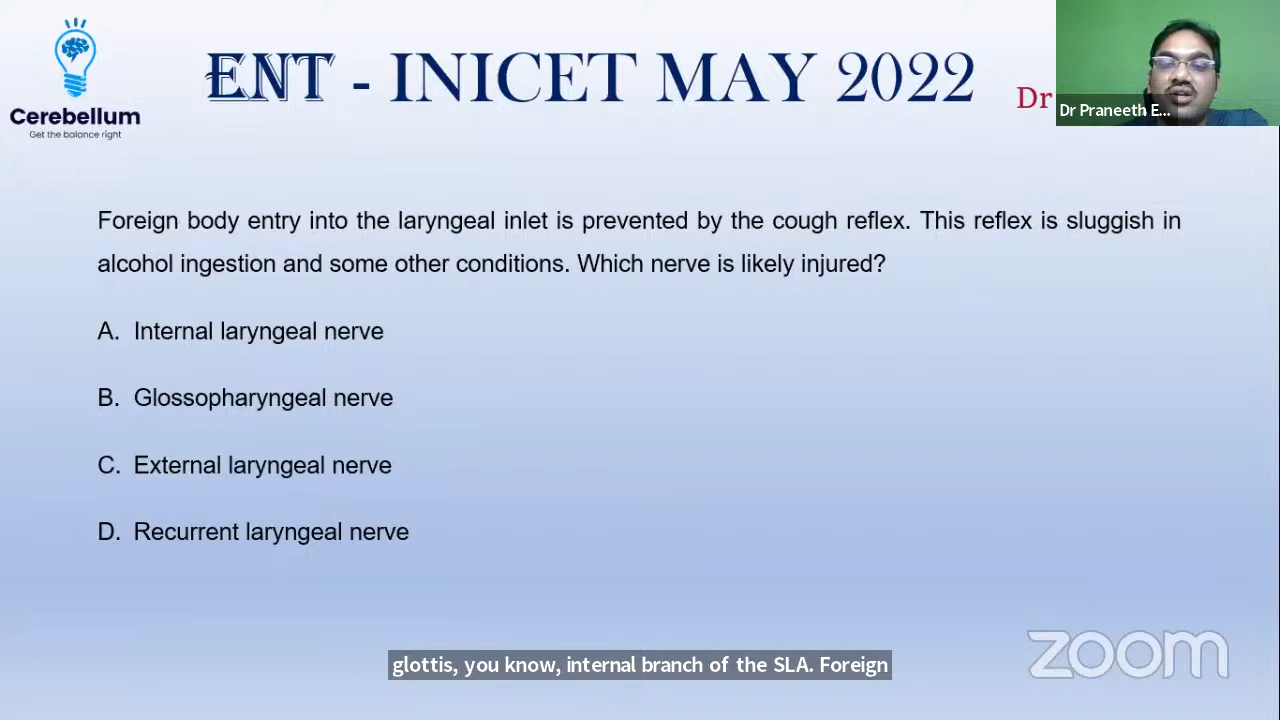 Cerebellum
Get the balance right
ENT - INICET MAY 2022
Dr
Dr Praneeth E...
Foreign body entry into the laryngeal inlet is prevented by the cough reflex. This reflex is sluggish in
alcohol ingestion and some other conditions. Which nerve is likely injured?
A. Internal laryngeal nerve
B. Glossopharyngeal nerve
C. External laryngeal nerve
D. Recurrent laryngeal nerve
glottis, you know, internal branch of the SLA. Foreign
zoom